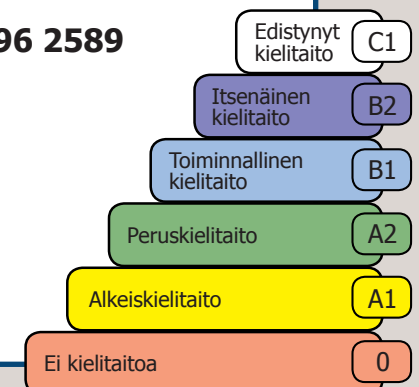 96 2589
Edistynyt
kielitaito
C1
Itsenäinen
kielitaito
B2
Toiminnallinen
kielitaito
B1
Peruskielitaito
A2
Alkeiskielitaito
A1
Ei kielitaitoa
0